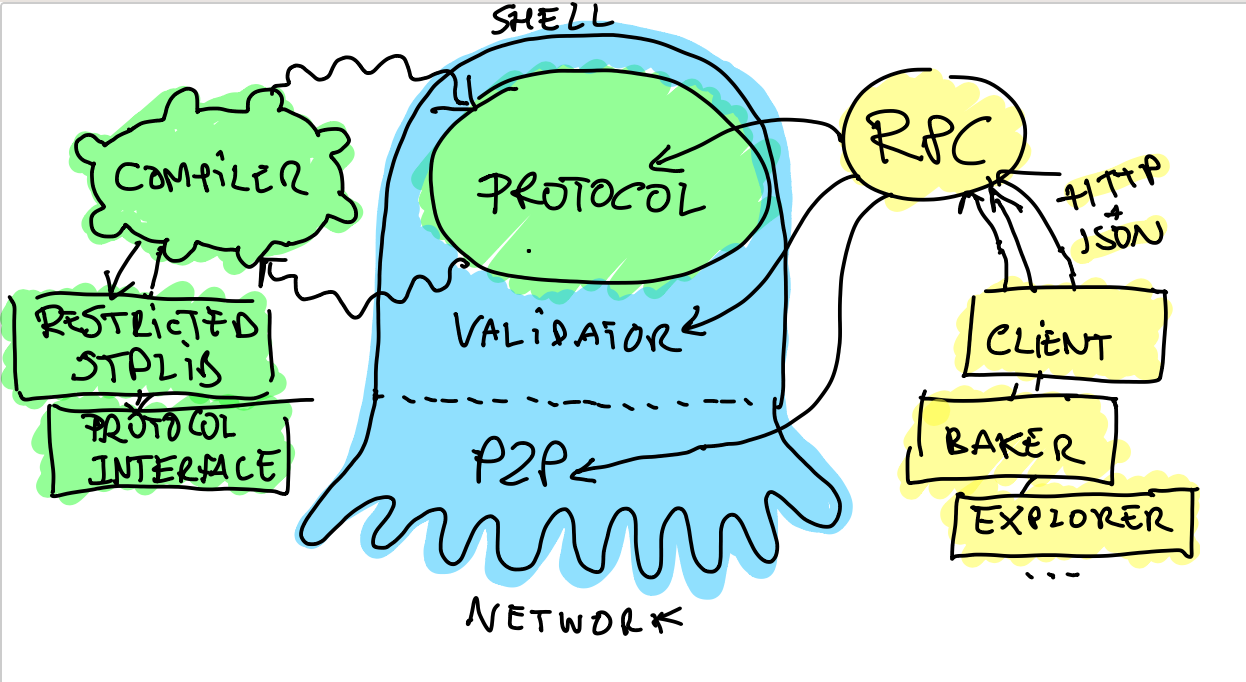 SHELL
COMPILER
PROTOCOL
RPC
HTTP
+
JSON
RESTRICTED
STDLIB
VALIDATOR
CLIENT
PROTOCOL
INTERFACE
P2P
BAKER
EXPLORER
...
NETWORK